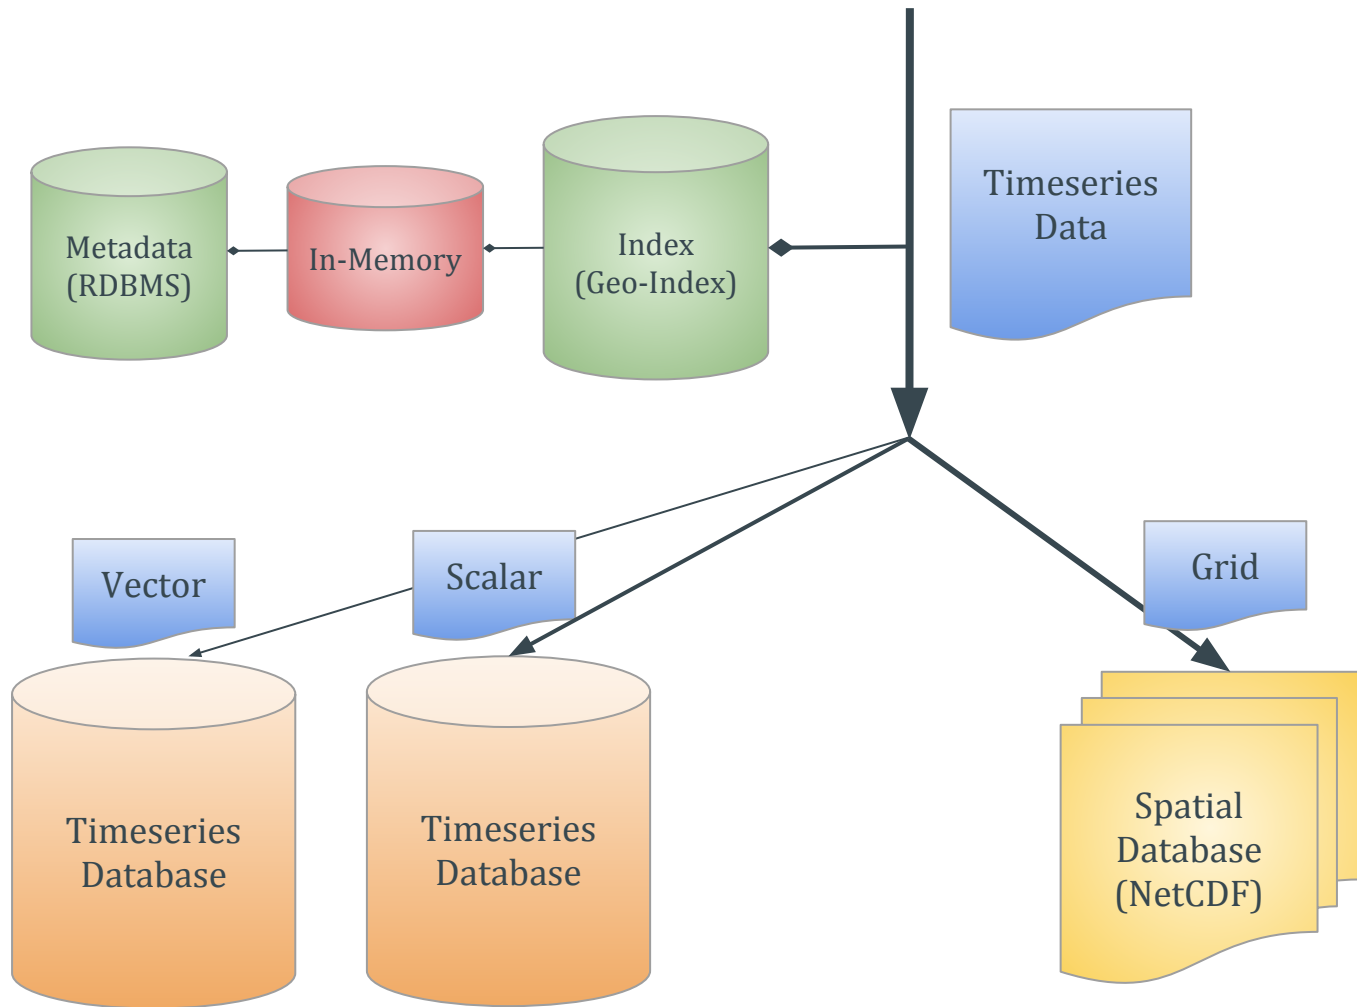 Timeseries
Data
Metadata
(RDBMS)
In-Memory
Index
(Geo-Index)
Vector
Scalar
Grid
Timeseries
Database
Timeseries
Database
Spatial
Database
(NetCDF)